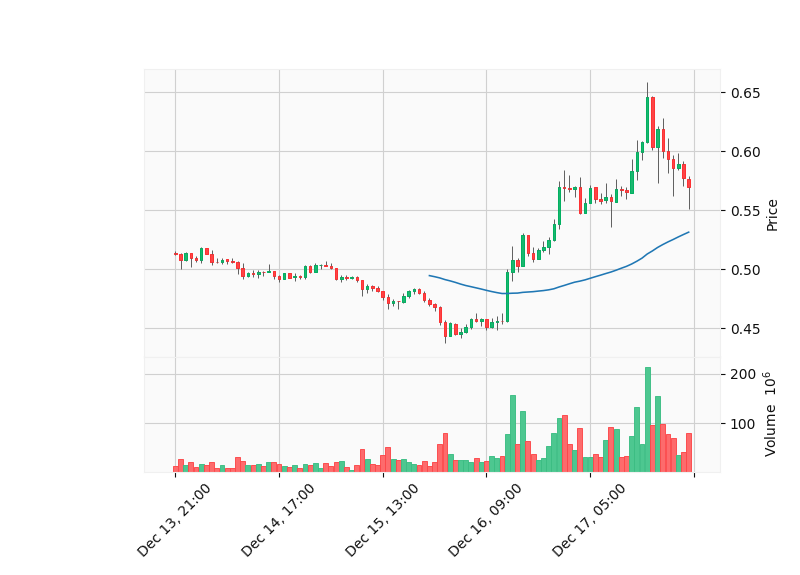 0.65
0.60
0.55
0.50
0.45
Price
200
100
Volume 10^6
Dec 13, 21:00
Dec 14, 17:00
Dec 15, 13:00
Dec 16, 09:00
Dec 17, 05:00